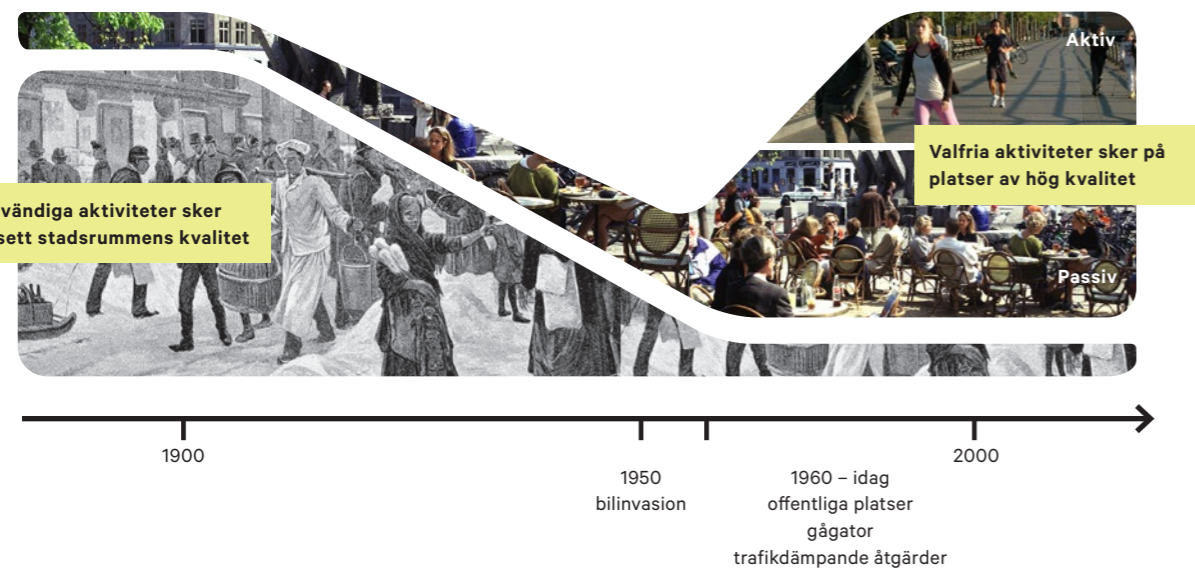 Aktiv
Valfria aktiviteter sker på
platser av hög kvalitet
vändiga aktiviteter sker
sett stadsrummens kvalitet
Passiv
1900
2000
1950
bilinvasion
1960 – idag
offentliga platser
gågator
trafikdämpande åtgärder